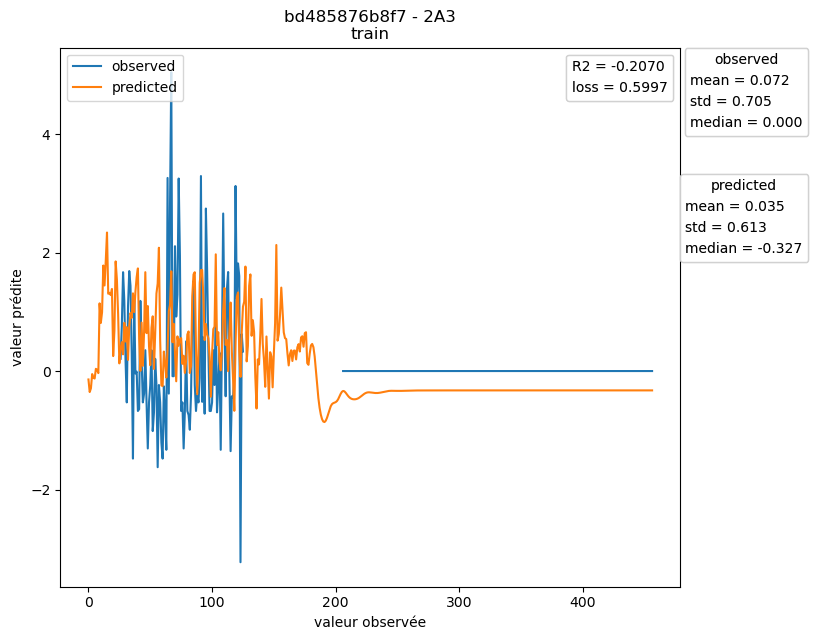 bd485876b8f7 - 2A3
train
observed
predicted
R2 = -0.2070
loss = 0.5997
observed
mean = 0.072
std = 0.705
median = 0.000
predicted
mean = 0.035
std = 0.613
median = -0.327
valeur prédite
4
2
0
−2
0
100
200
300
400
valeur observée